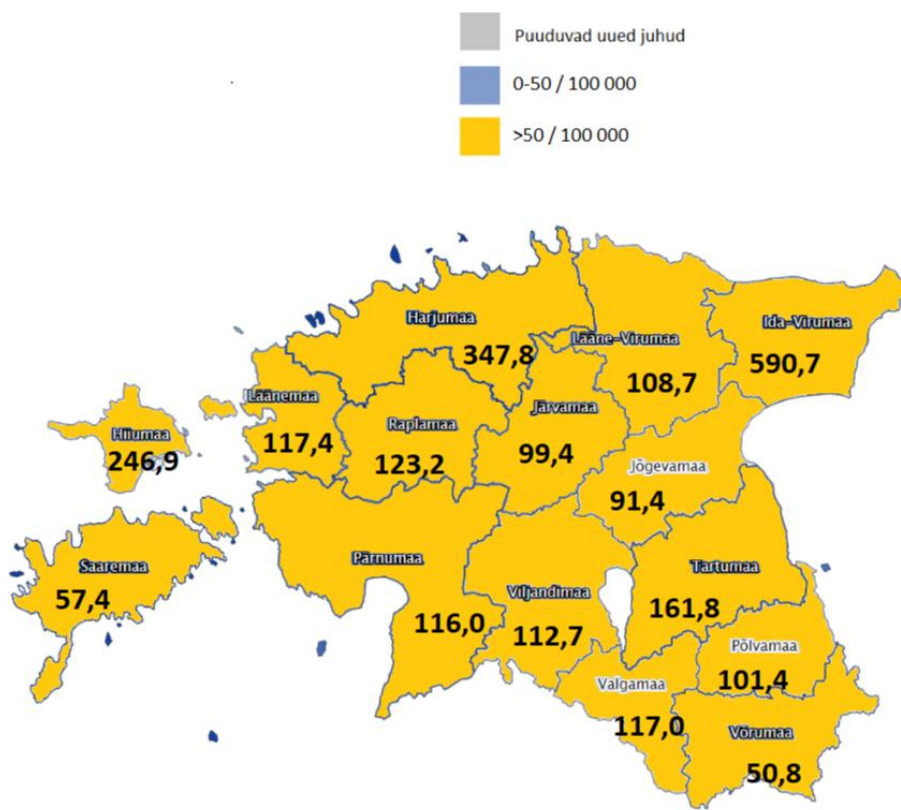 Puuduvad uued juhud
0-50 / 100 000
>50 / 100 000
Harjumaa
347,8
Lääne-Virumaa
108,7
Ida-Virumaa
590,7
Läänemaa
117,4
Raplamaa
123,2
Järvamaa
99,4
Hiiumaa
246,9
Jõgevamaa
91,4
Saaremaa
57,4
Pärnumaa
116,0
Viljandimaa
112,7
Tartumaa
161,8
Põlvamaa
101,4
Valgamaa
117,0
Võrumaa
50,8